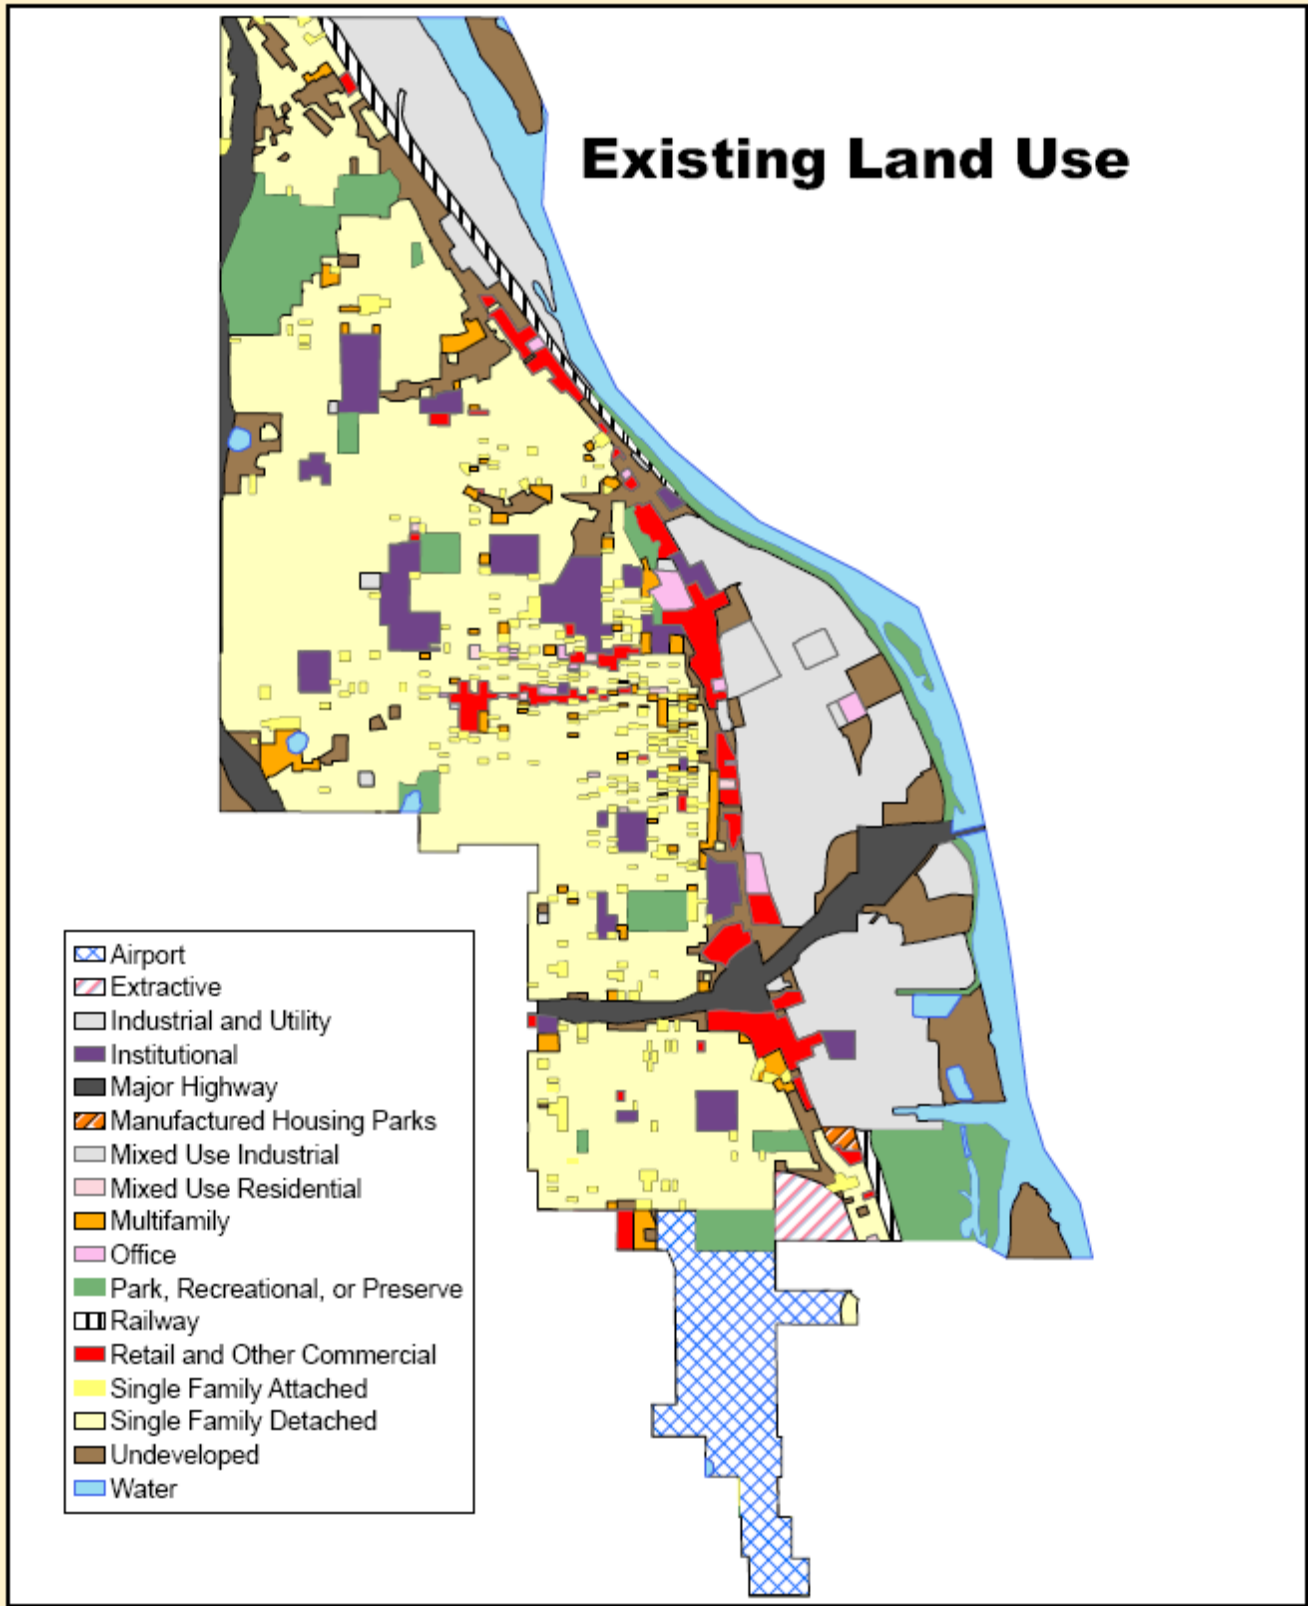 Existing Land Use
Airport
Extractive
Industrial and Utility
Institutional
Major Highway
Manufactured Housing Parks
Mixed Use Industrial
Mixed Use Residential
Multifamily
Office
Park, Recreational, or Preserve
Railway
Retail and Other Commercial
Single Family Attached
Single Family Detached
Undeveloped
Water